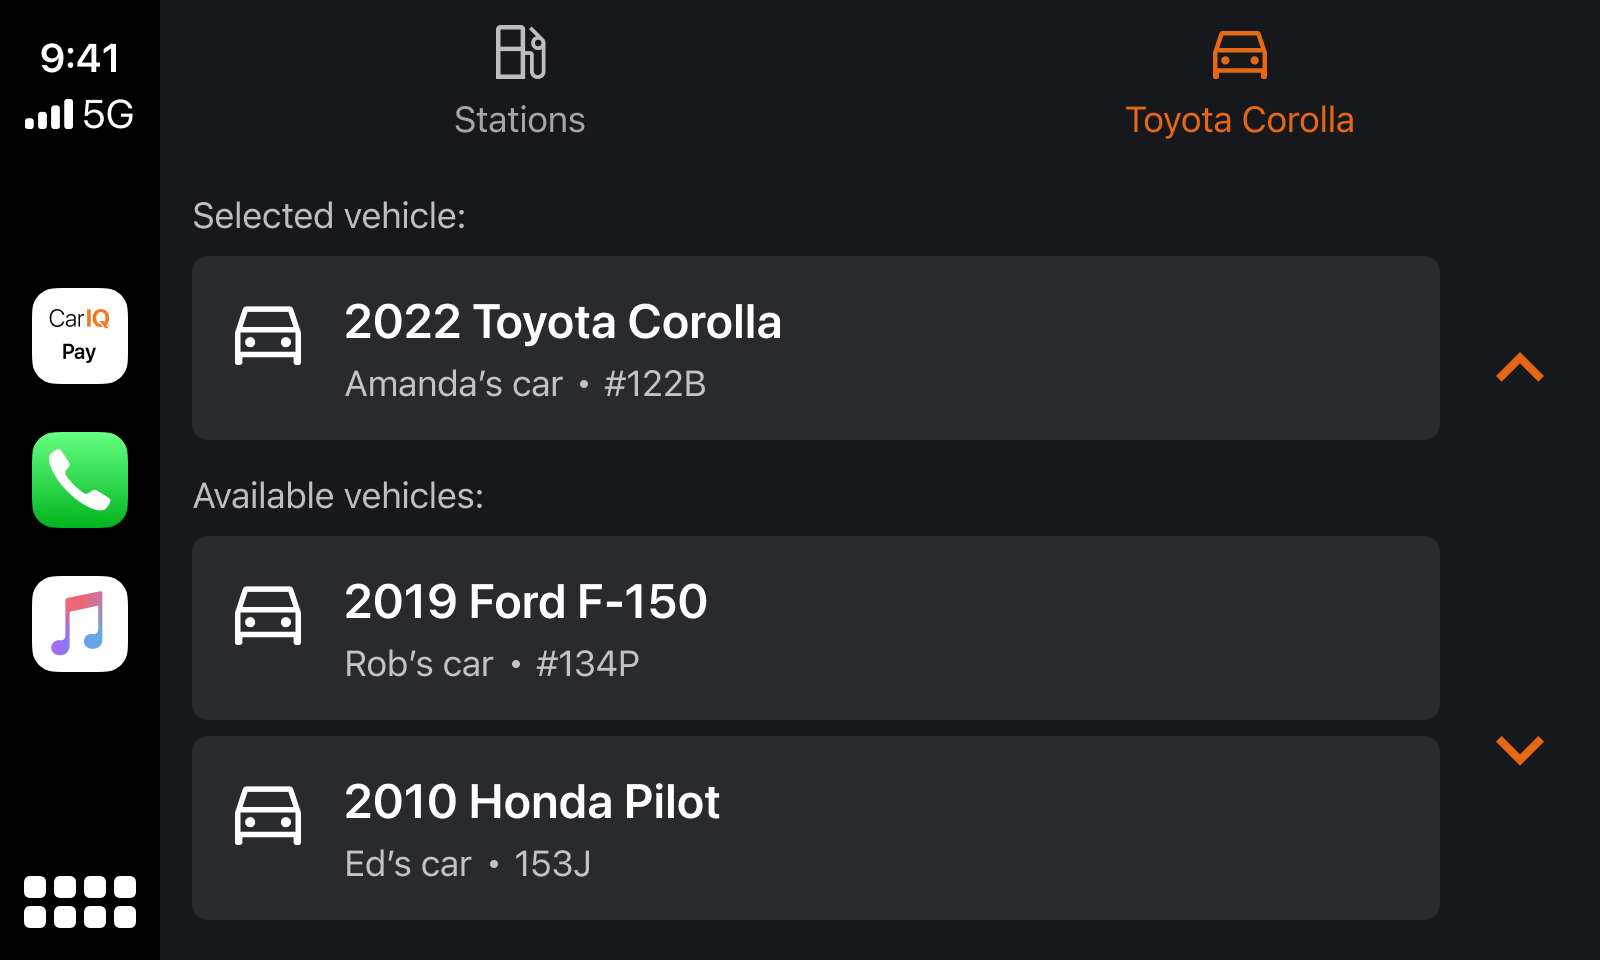 9:41
5G
CarIQ
Pay
Stations
Toyota Corolla
Selected vehicle:
2022 Toyota Corolla
Amanda’s car • #122B
Available vehicles:
2019 Ford F-150
Rob’s car • #134P
2010 Honda Pilot
Ed’s car • 153J